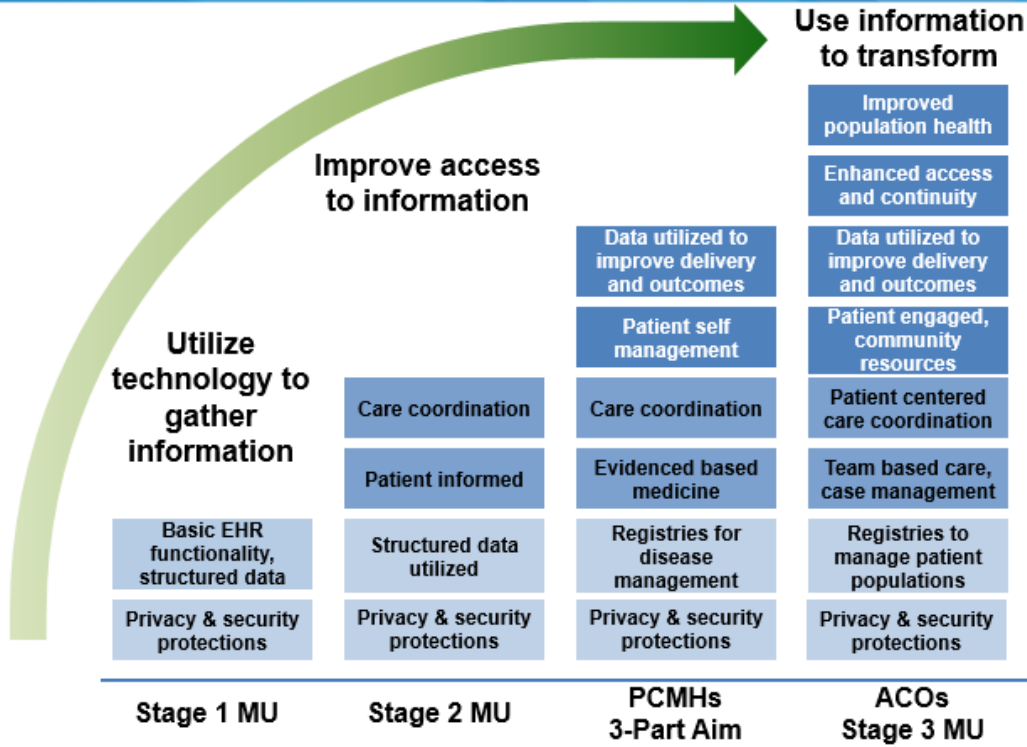 Use information
to transform
Improved
population health
Enhanced access
and continuity
Improve access
to information
Data utilized to
improve delivery
and outcomes
Data utilized to
improve delivery
and outcomes
Utilize
technology to
gather
information
Patient self
management
Patient engaged,
community
resources
Care coordination
Care coordination
Patient centered
care coordination
Patient informed
Evidenced based
medicine
Team based care,
case management
Basic EHR
functionality,
structured data
Structured data
utilized
Registries for
disease
management
Registries to
manage patient
populations
Privacy & security
protections
Privacy & security
protections
Privacy & security
protections
Privacy & security
protections
Stage 1 MU
Stage 2 MU
PCMHs
3-Part Aim
ACOs
Stage 3 MU